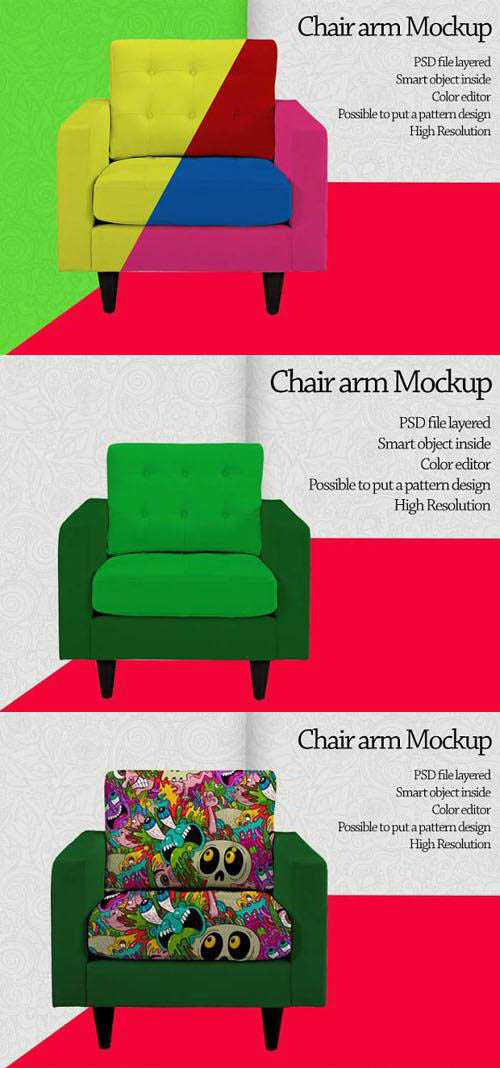 Chair arm Mockup
PSD file layered
Smart object inside
Color editor
Possible to put a pattern design
High Resolution
Chair arm Mockup
PSD file layered
Smart object inside
Color editor
Possible to put a pattern design
High Resolution
Chair arm Mockup
PSD file layered
Smart object inside
Color editor
Possible to put a pattern design
High Resolution